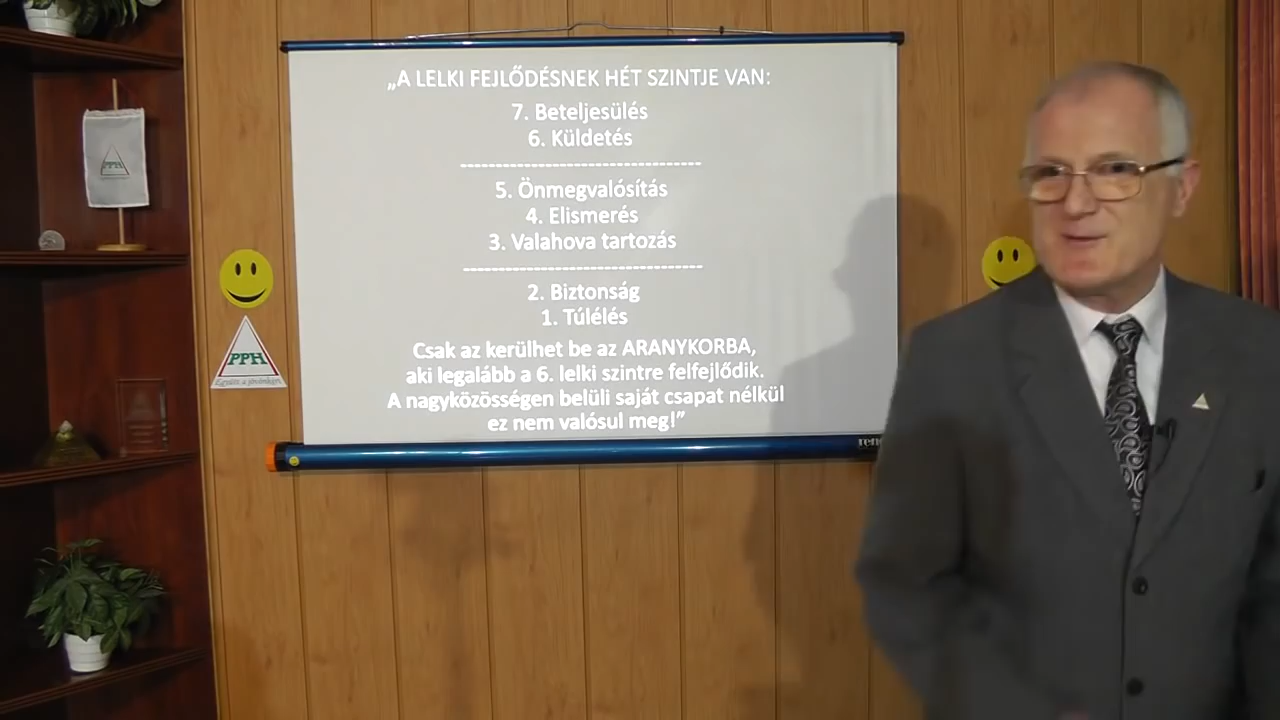 „A LELKI FEJLŐDÉSNEK HÉT SZINTJE VAN:
7. Beteljesülés
6. Küldetés
----------------------------------
5. Önmegvalósítás
4. Elismerés
3. Valahova tartozás
----------------------------------
2. Biztonság
1. Túlélés
Csak az kerülhet be az ARANYKORBA,
aki legalább a 6. lelki szintre felfejlődik.
A nagyközösségen belüli saját csapat nélkül
ez nem valósul meg!”
PPH
PPH